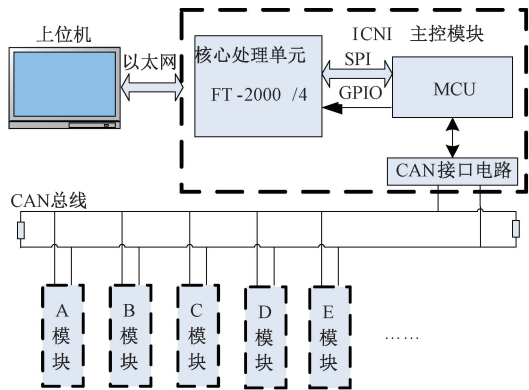 上位机
以太网
ICNI 主控模块
核心处理单元
FT-2000 /4
SPI
GPIO
MCU
CAN接口电路
CAN总线
A
模
块
B
模
块
C
模
块
D
模
块
E
模
块
……